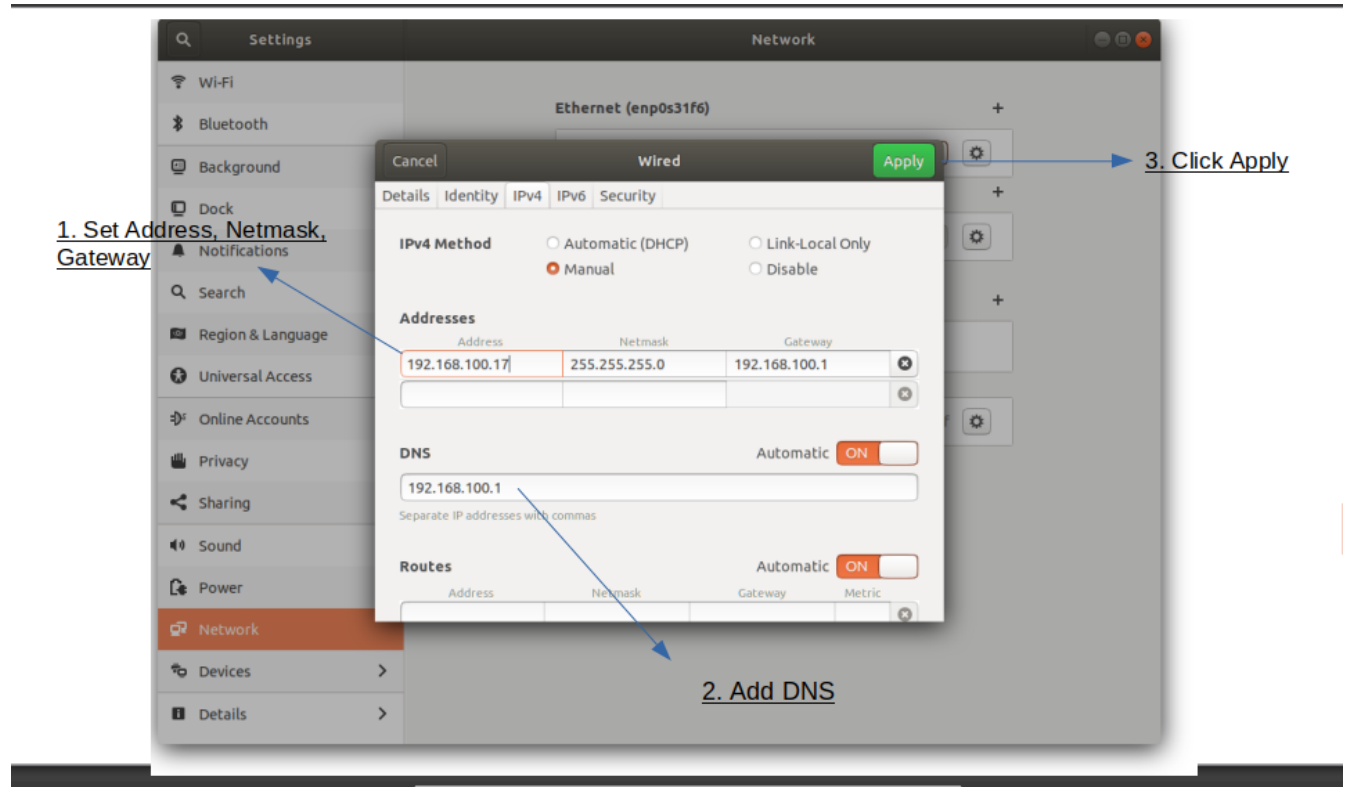 Settings
Network
Wi-Fi
Bluetooth
Background
Dock
Notifications
Search
Region & Language
Universal Access
Online Accounts
Privacy
Sharing
Sound
Power
Network
Devices
Details
Ethernet (enp0s31f6)
Cancel
Wired
Apply
Details Identity IPv4 IPv6 Security
IPv4 Method
Automatic (DHCP)
Link-Local Only
Manual
Disable
Addresses
Address Netmask Gateway
192.168.100.17 255.255.255.0 192.168.100.1
DNS
Automatic ON
192.168.100.1
Separate IP addresses with commas
Routes
Automatic ON
Address Netmask Gateway Metric
1. Set Address, Netmask,
Gateway
2. Add DNS
3. Click Apply